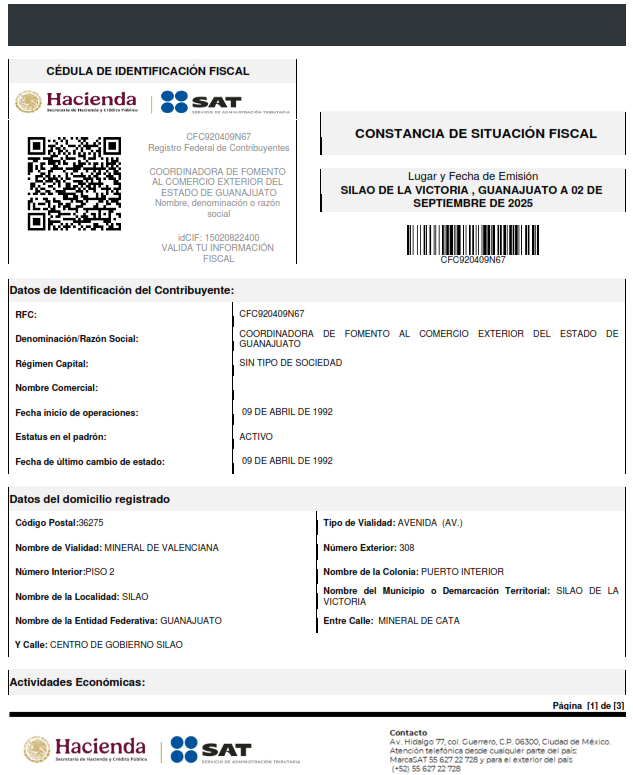 CÉDULA DE IDENTIFICACIÓN FISCAL
Hacienda
Secretaría de Hacienda y Crédito Público
SAT
SERVICIO DE ADMINISTRACIÓN TRIBUTARIA
CFC920409N67
Registro Federal de Contribuyentes
COORDINADORA DE FOMENTO
AL COMERCIO EXTERIOR DEL
ESTADO DE GUANAJUATO
Nombre, denominación o razón
social
idCIF: 15020822400
VALIDA TU INFORMACIÓN
FISCAL
CONSTANCIA DE SITUACIÓN FISCAL
Lugar y Fecha de Emisión
SILAO DE LA VICTORIA , GUANAJUATO A 02 DE
SEPTIEMBRE DE 2025
CFC920409N67
Datos de Identificación del Contribuyente:
RFC: CFC920409N67
Denominación/Razón Social: COORDINADORA DE FOMENTO AL COMERCIO EXTERIOR DEL ESTADO DE
GUANAJUATO
Régimen Capital: SIN TIPO DE SOCIEDAD
Nombre Comercial:
Fecha inicio de operaciones: 09 DE ABRIL DE 1992
Estatus en el padrón: ACTIVO
Fecha de último cambio de estado: 09 DE ABRIL DE 1992
Datos del domicilio registrado
Código Postal:36275 Tipo de Vialidad: AVENIDA (AV.)
Nombre de Vialidad: MINERAL DE VALENCIANA Número Exterior: 308
Número Interior:PISO 2 Nombre de la Colonia: PUERTO INTERIOR
Nombre de la Localidad: SILAO Nombre del Municipio o Demarcación Territorial: SILAO DE LA
VICTORIA
Nombre de la Entidad Federativa: GUANAJUATO Entre Calle: MINERAL DE CATA
Y Calle: CENTRO DE GOBIERNO SILAO
Actividades Económicas:
Página [1] de [3]
Hacienda
Secretaría de Hacienda y Crédito Público
SAT
SERVICIO DE ADMINISTRACIÓN TRIBUTARIA
Contacto
Av. Hidalgo 77, col. Guerrero, C.P. 06300, Ciudad de México.
Atención telefónica desde cualquier parte del país:
MarcaSAT 55 627 22 728 y para el exterior del país
(+52) 55 627 22 728